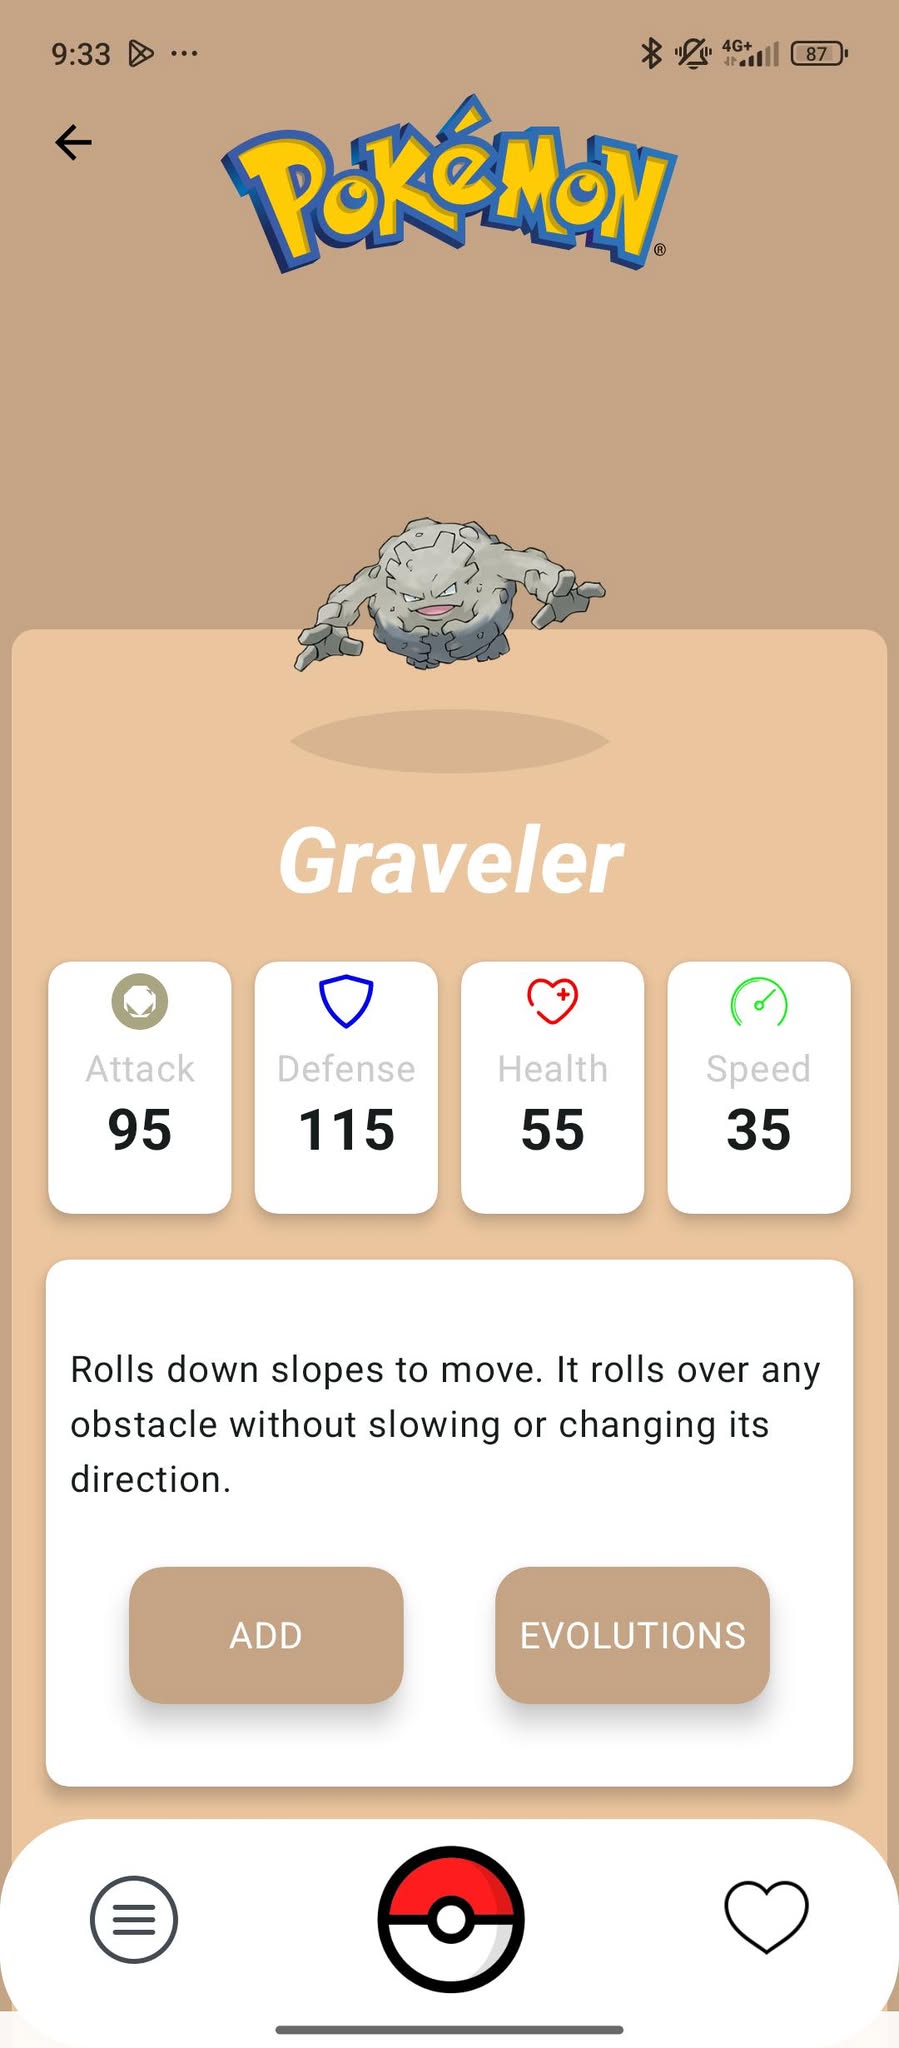 9:33
4G+
87
POKéMON
®
Graveler
Attack
Defense
Health
Speed
95
115
55
35
Rolls down slopes to move. It rolls over any
obstacle without slowing or changing its
direction.
ADD
EVOLUTIONS